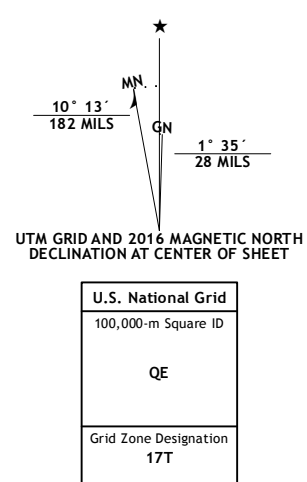 MN
10° 13´
182 MILS
GN
1° 35´
28 MILS
UTM GRID AND 2016 MAGNETIC NORTH
DECLINATION AT CENTER OF SHEET
U.S. National Grid
100,000-m Square ID
QE
Grid Zone Designation
17T